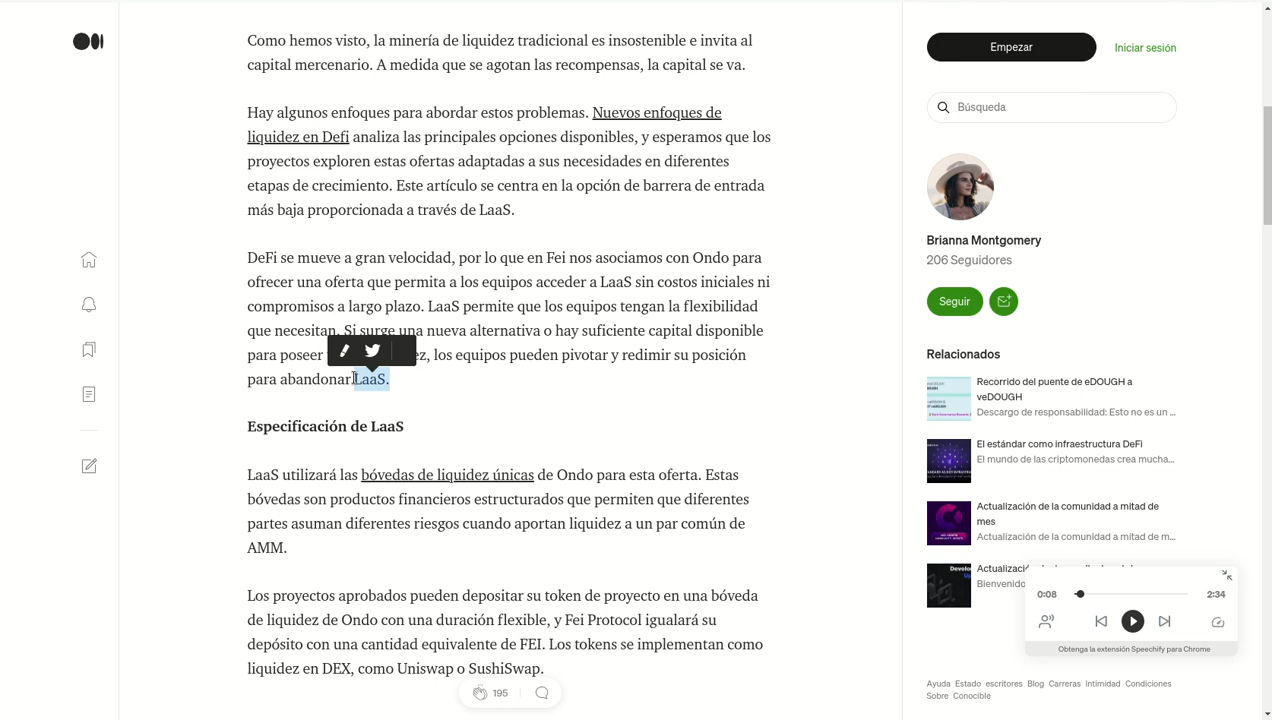 Como hemos visto, la minería de liquidez tradicional es insostenible e invita al
capital mercenario. A medida que se agotan las recompensas, la capital se va.
Hay algunos enfoques para abordar estos problemas. Nuevos enfoques de
liquidez en Defi analiza las principales opciones disponibles, y esperamos que los
proyectos exploren estas ofertas adaptadas a sus necesidades en diferentes
etapas de crecimiento. Este artículo se centra en la opción de barrera de entrada
más baja proporcionada a través de LaaS.
DeFi se mueve a gran velocidad, por lo que en Fei nos asociamos con Ondo para
ofrecer una oferta que permita a los equipos acceder a LaaS sin costos iniciales ni
compromisos a largo plazo. LaaS permite que los equipos tengan la flexibilidad
que necesitan. Si surge una nueva alternativa o hay suficiente capital disponible
para poseer los equipos pueden pivotar y redimir su posición
para abandonar LaaS.
Especificación de LaaS
LaaS utilizará las bóvedas de liquidez únicas de Ondo para esta oferta. Estas
bóvedas son productos financieros estructurados que permiten que diferentes
partes asuman diferentes riesgos cuando aportan liquidez a un par común de
AMM.
Los proyectos aprobados pueden depositar su token de proyecto en una bóveda
de liquidez de Ondo con una duración flexible, y Fei Protocol igualará su
depósito con una cantidad equivalente de FEI. Los tokens se implementan como
liquidez en DEX, como Uniswap o SushiSwap.
195
Empezar
Iniciar sesión
Búsqueda
Brianna Montgomery
206 Seguidores
Seguir
Relacionados
Recorrido del puente de eDOUGH a
veDOUGH
Descargo de responsabilidad: Esto no es un ...
El estándar como infraestructura DeFi
El mundo de las criptomonedas crea mucha...
Actualización de la comunidad a mitad de
mes
Actualización de la comunidad a mitad de m...
Bienvenido
0:08
2:34
Obtenga la extensión Speechify para Chrome
Ayuda Estado escritores Blog Carreras Intimidad Condiciones
Sobre Conocible